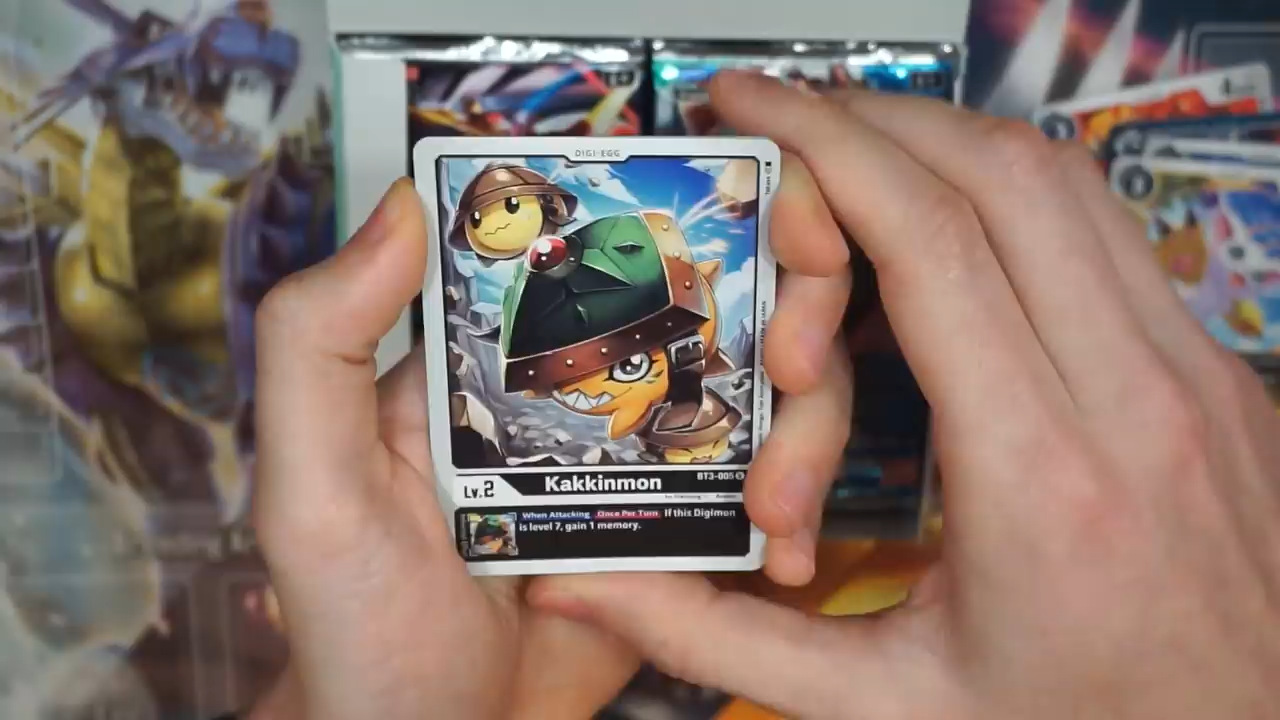 DIGI-EGG
Lv.2
Kakkinmon
BT3-005
When Attacking Once Per Turn If this Digimon
is level 7, gain 1 memory.